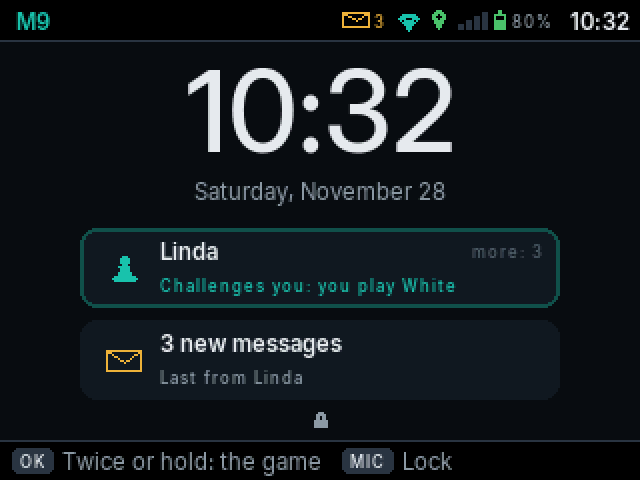 M9 3 80% 10:32
10:32
Saturday, November 28
Linda more: 3
Challenges you: you play White
3 new messages
Last from Linda
OK Twice or hold: the game MIC Lock